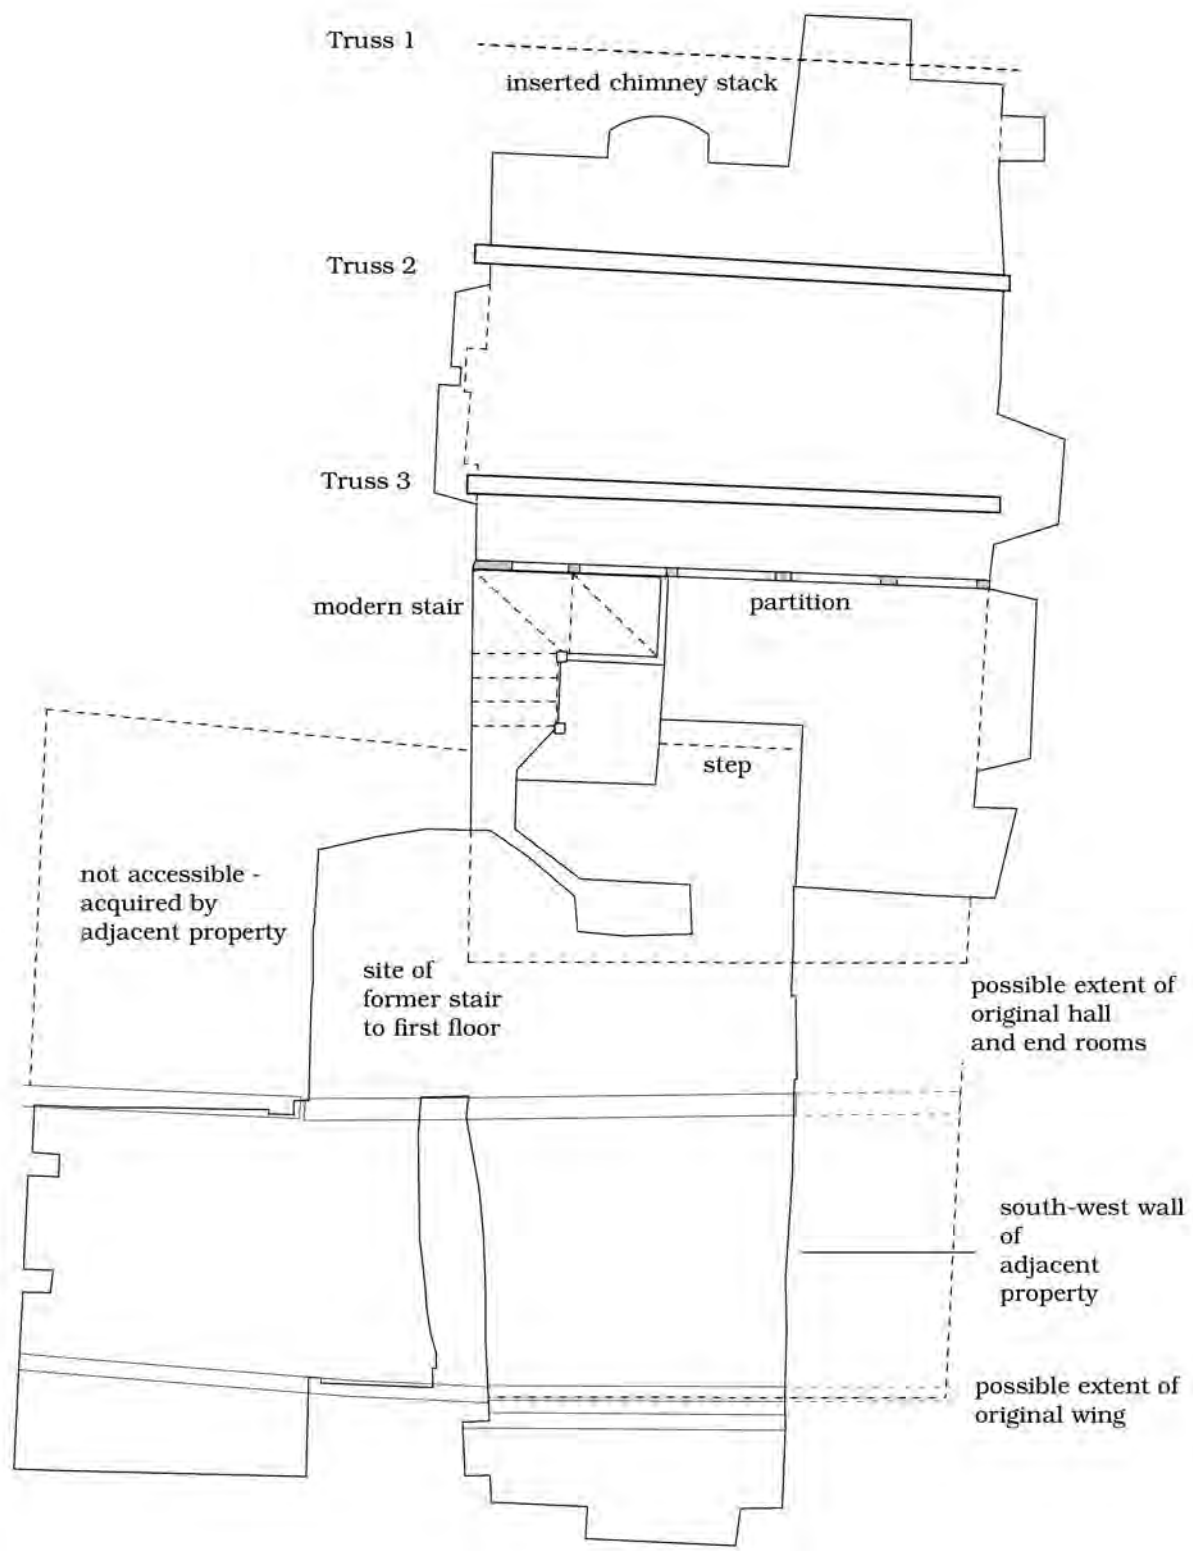 Truss 1
inserted chimney stack
Truss 2
Truss 3
modern stair
partition
step
not accessible -
acquired by
adjacent property
site of
former stair
to first floor
possible extent of
original hall
and end rooms
south-west wall
of
adjacent
property
possible extent of
original wing